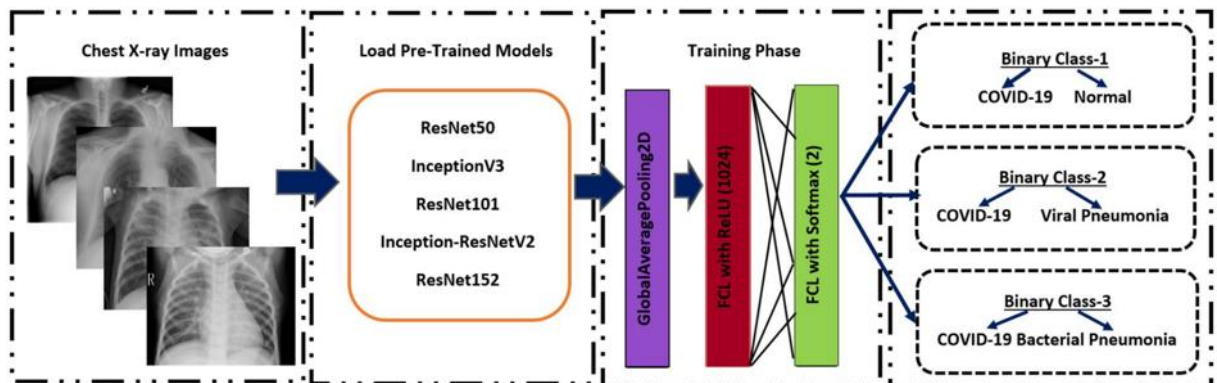 Chest X-ray Images
R
Load Pre-Trained Models
ResNet50
InceptionV3
ResNet101
Inception-ResNetV2
ResNet152
Training Phase
GlobalAveragePooling2D
FCL with ReLU (1024)
FCL with Softmax (2)
Binary Class-1
COVID-19 Normal
Binary Class-2
COVID-19 Viral Pneumonia
Binary Class-3
COVID-19 Bacterial Pneumonia